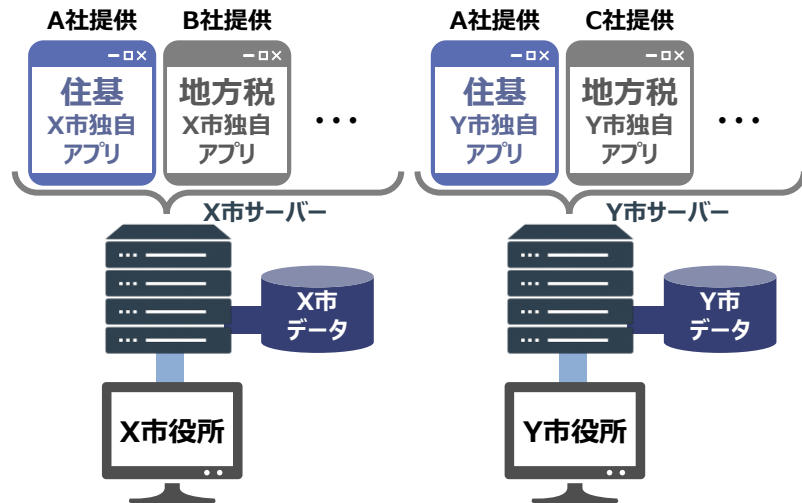 A社提供
B社提供
住基
X市独自
アプリ
地方税
X市独自
アプリ
・・・
X市サーバー
X市
データ
X市役所
A社提供
C社提供
住基
Y市独自
アプリ
地方税
Y市独自
アプリ
・・・
Y市サーバー
Y市
データ
Y市役所